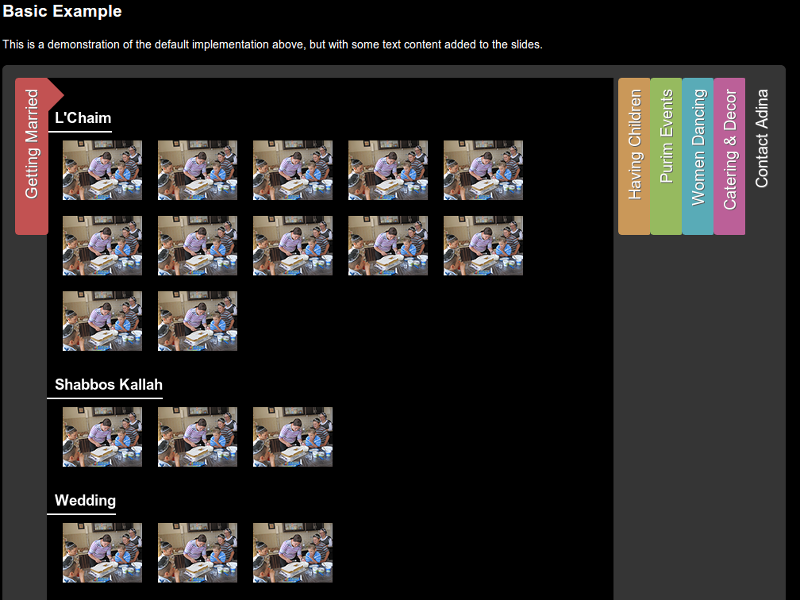 Basic Example
This is a demonstration of the default implementation above, but with some text content added to the slides.
Getting Married
L'Chaim
Shabbos Kallah
Wedding
Having Children
Purim Events
Women Dancing
Catering & Decor
Contact Adina